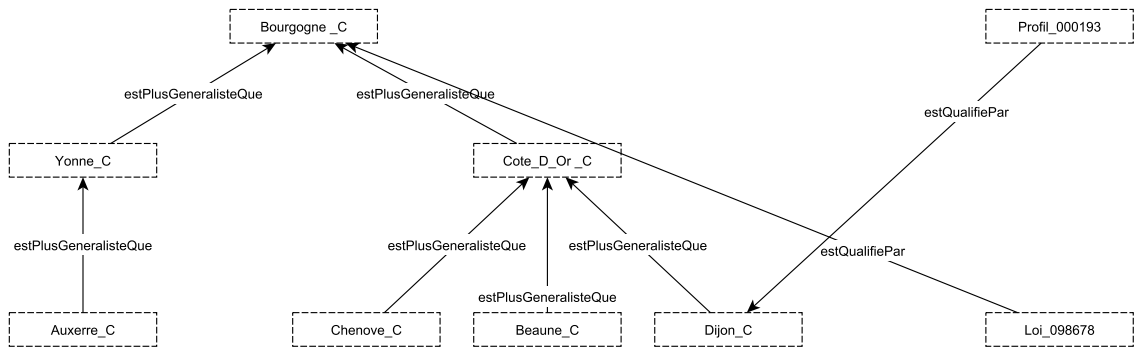 Bourgogne _C
Profil_000193
estPlusGeneralisteQue
estPlusGeneralisteQue
estQualifiePar
Yonne_C
Cote_D_Or _C
estPlusGeneralisteQue
estPlusGeneralisteQue
estPlusGeneralisteQue
estQualifiePar
estPlusGeneralisteQue
Auxerre_C
Chenove_C
Beaune_C
Dijon_C
Loi_098678